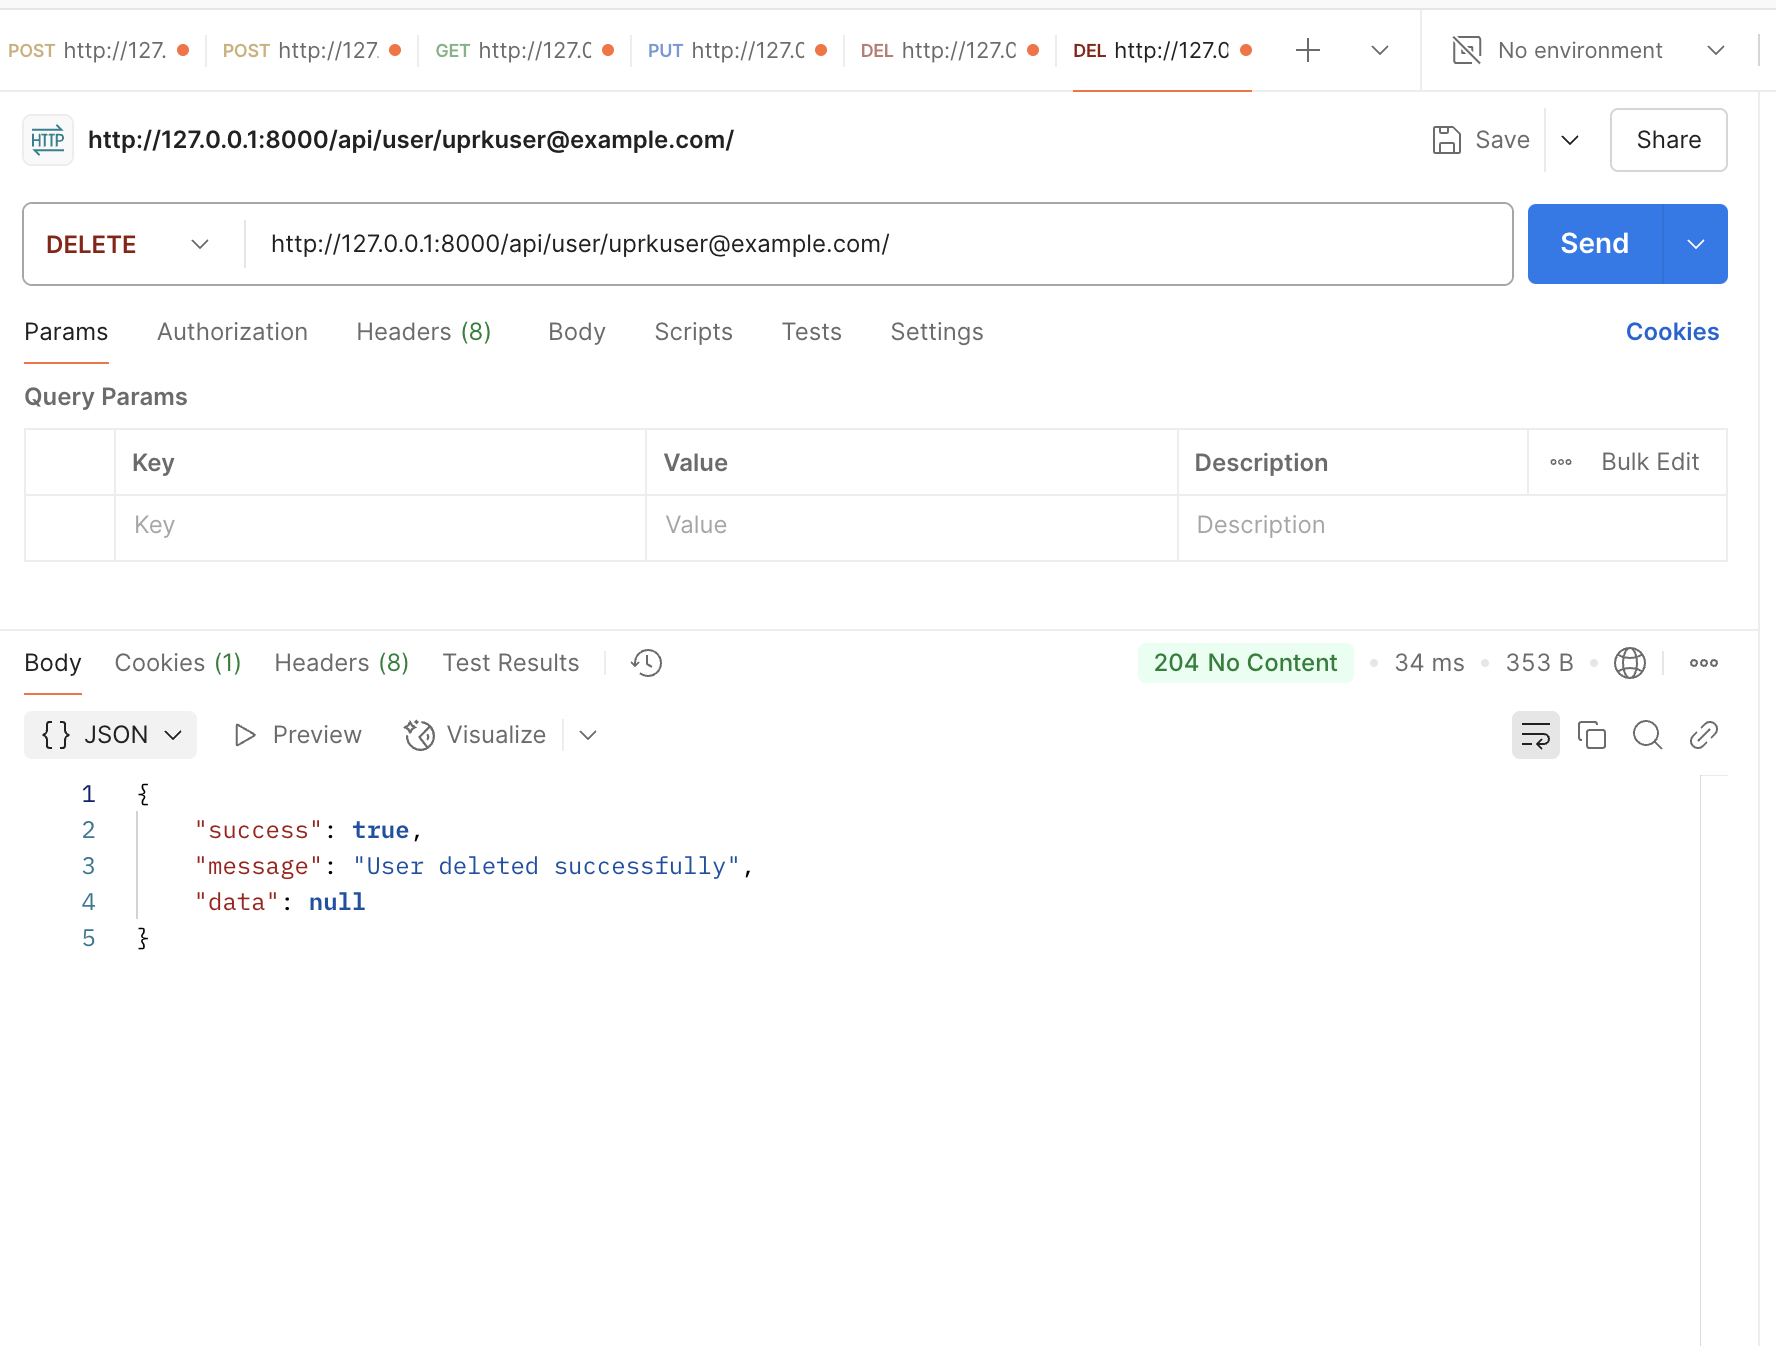 POST http://127. POST http://127. GET http://127.0 PUT http://127.0 DEL http://127.0 DEL http://127.0 No environment
HTTP http://127.0.0.1:8000/api/user/uprkuser@example.com/ Save Share
DELETE http://127.0.0.1:8000/api/user/uprkuser@example.com/ Send
Params Authorization Headers (8) Body Scripts Tests Settings Cookies
Query Params
Key Value Description Bulk Edit
Key Value Description
Body Cookies (1) Headers (8) Test Results 204 No Content 34 ms 353 B
{} JSON Preview Visualize
1 {
2 "success": true,
3 "message": "User deleted successfully",
4 "data": null
5 }